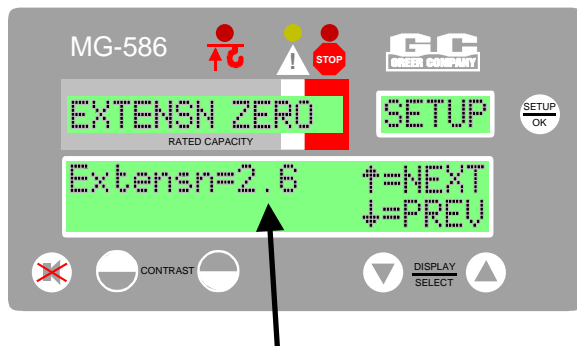 MG-586
!
STOP
GC
GREER COMPANY
EXTENSN ZERO
SETUP
SETUP
OK
RATED CAPACITY
Extensn=2.6
↑=NEXT
↓=PREV
CONTRAST
DISPLAY
SELECT